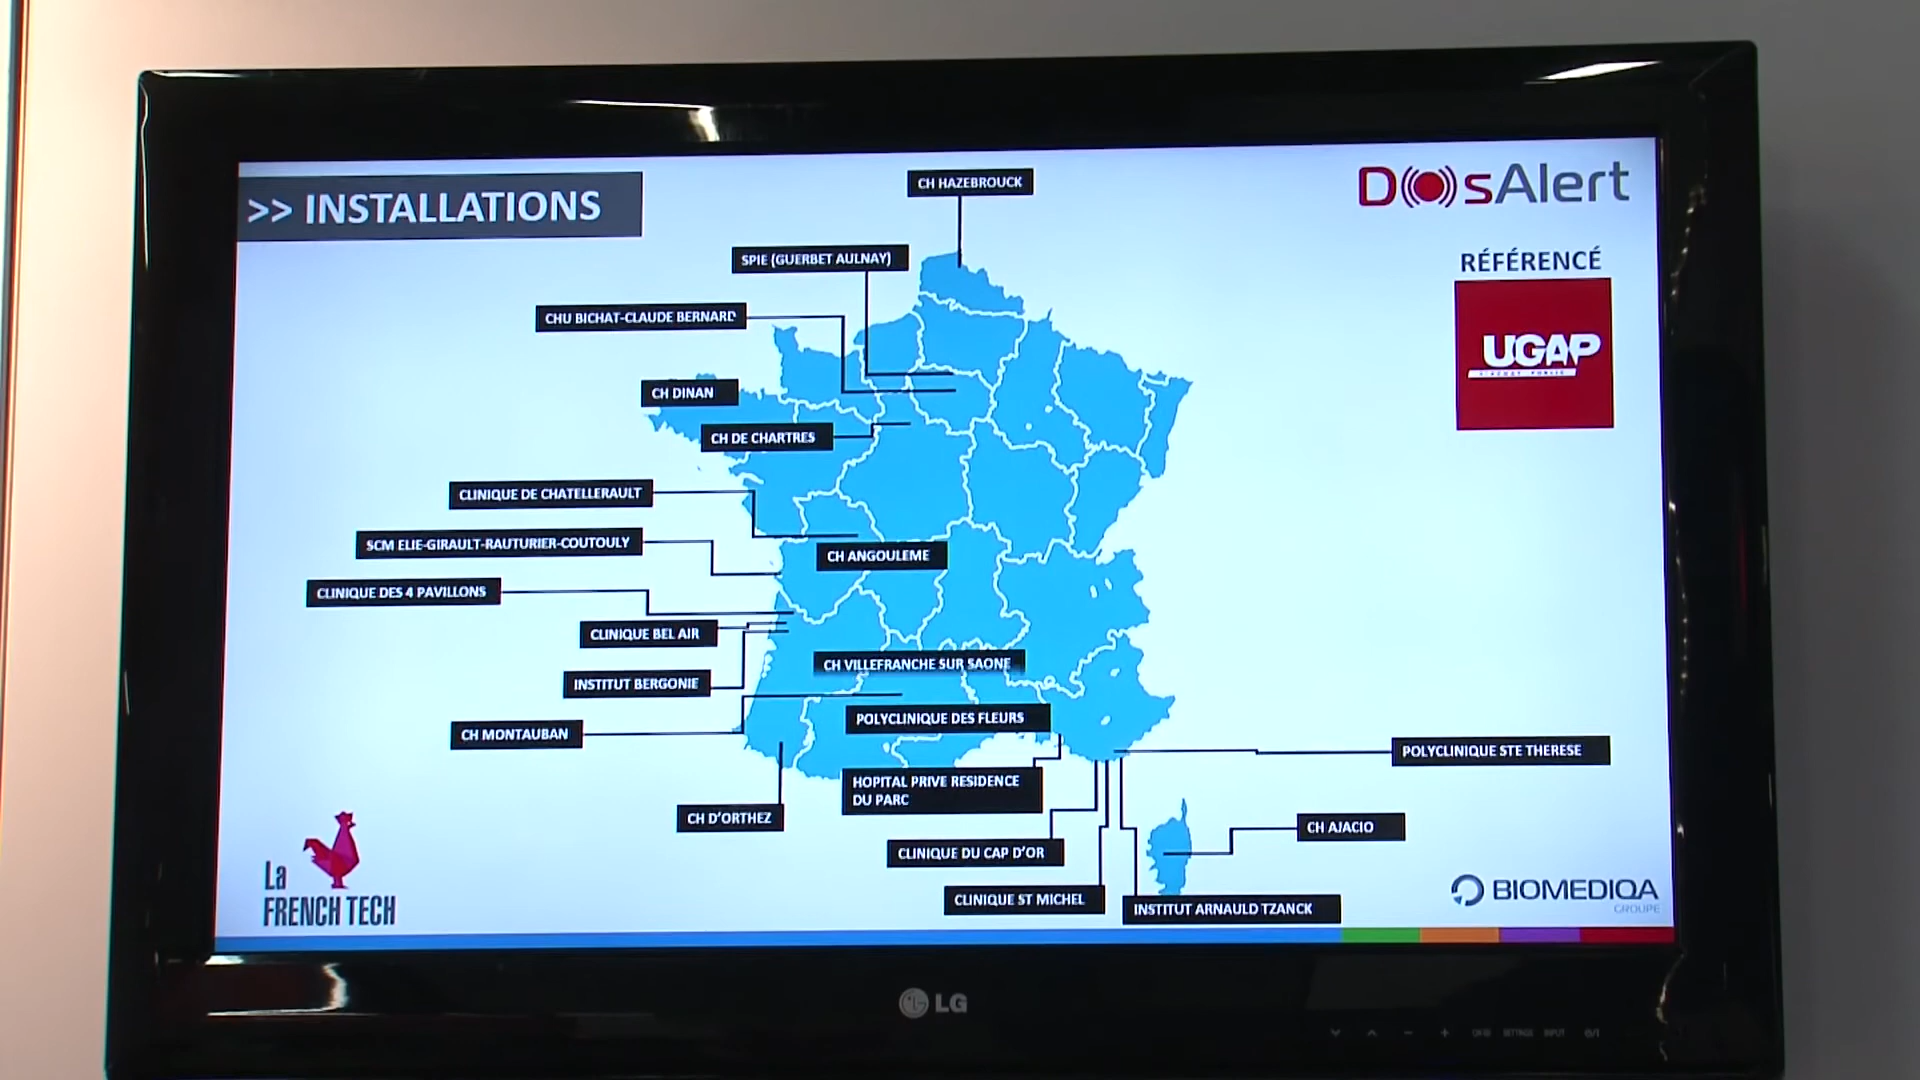 >> INSTALLATIONS
CH HAZEBROUCK
D(●)sAlert
SPIE (GUERBET AULNAY)
RÉFÉRENCÉ
CHU BICHAT-CLAUDE BERNARD
UGAP
CH DINAN
CH DE CHARTRES
CLINIQUE DE CHATELLERAULT
SCM ELIE-GIRAULT-RAUTURIER-COUTOULY
CH ANGOULEME
CLINIQUE DES 4 PAVILLONS
CLINIQUE BEL AIR
CH VILLEFRANCHE SUR SAONE
INSTITUT BERGONIE
POLYCLINIQUE DES FLEURS
CH MONTAUBAN
POLYCLINIQUE STE THERESE
HOPITAL PRIVE RESIDENCE
DU PARC
CH D'ORTHEZ
CH AJACIO
CLINIQUE DU CAP D'OR
La
FRENCH TECH
CLINIQUE ST MICHEL
INSTITUT ARNAULD TZANCK
BIOMEDIQA
GROUPE
LG